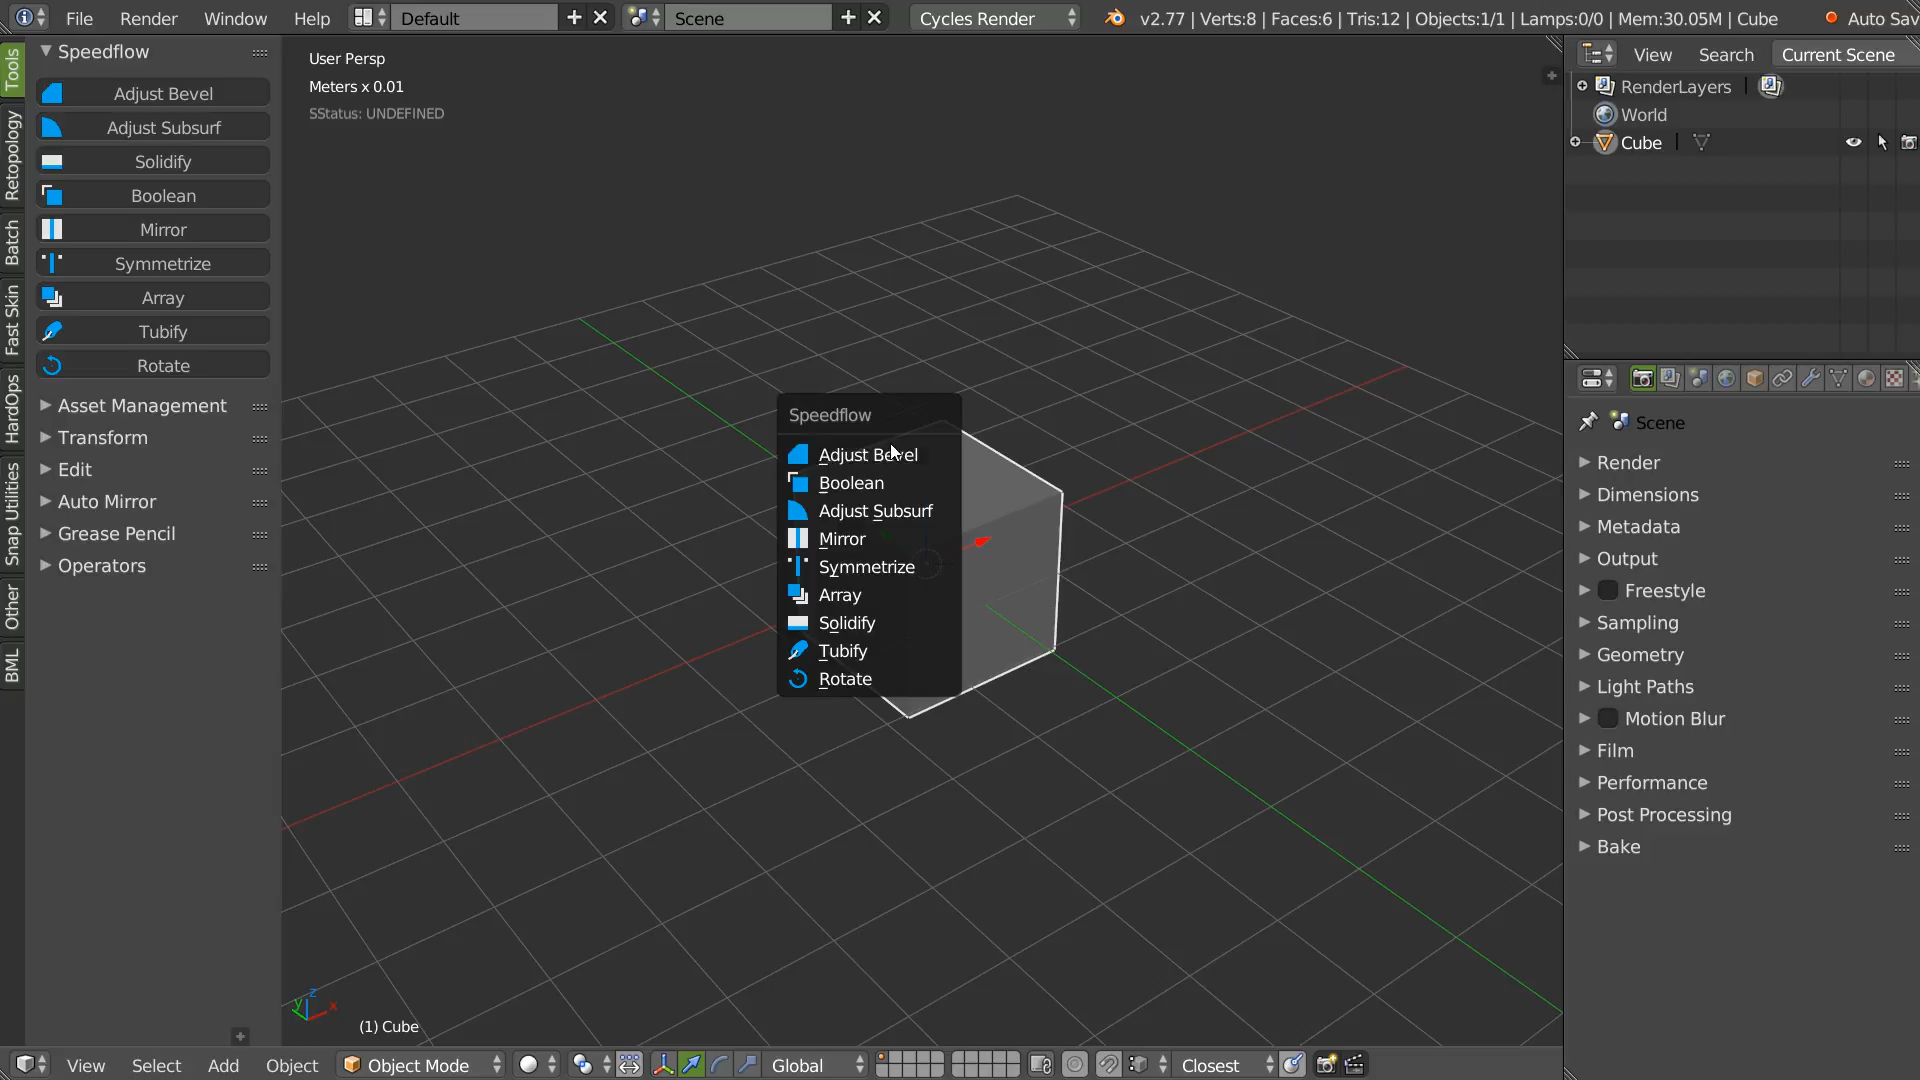 File Render Window Help Default Scene Cycles Render v2.77 | Verts:8 | Faces:6 | Tris:12 | Objects:1/1 | Lamps:0/0 | Mem:30.05M | Cube Auto Sav
Tools
Retopology
Batch
Fast Skin
HardOps
Snap Utilities
Other
BML
Speedflow
Adjust Bevel
Adjust Subsurf
Solidify
Boolean
Mirror
Symmetrize
Array
Tubify
Rotate
Asset Management
Transform
Edit
Auto Mirror
Grease Pencil
Operators
User Persp
Meters x 0.01
SStatus: UNDEFINED
Speedflow
Adjust Bevel
Boolean
Adjust Subsurf
Mirror
Symmetrize
Array
Solidify
Tubify
Rotate
z
y
x
(1) Cube
View Search Current Scene
RenderLayers
World
Cube
Scene
Render
Dimensions
Metadata
Output
Freestyle
Sampling
Geometry
Light Paths
Motion Blur
Film
Performance
Post Processing
Bake
View Select Add Object Object Mode Global Closest